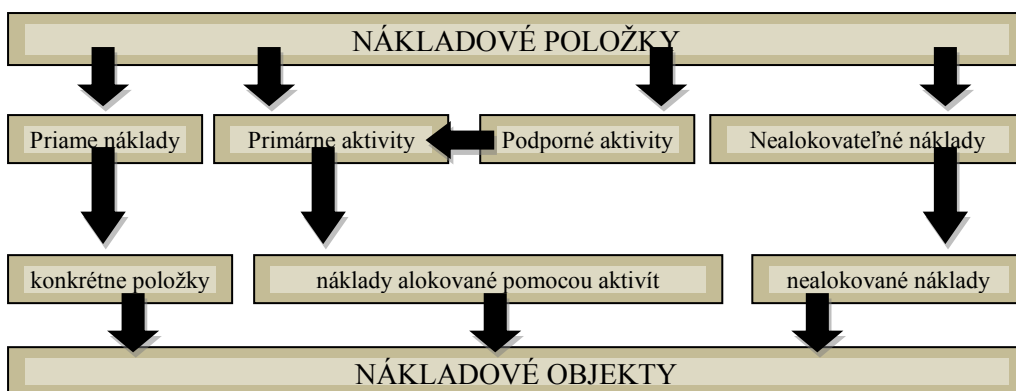 NÁKLADOVÉ POLOŽKY
Priame náklady
Primárne aktivity
Podporné aktivity
Nealokovateľné náklady
konkrétne položky
náklady alokované pomocou aktivít
nealokované náklady
NÁKLADOVÉ OBJEKTY